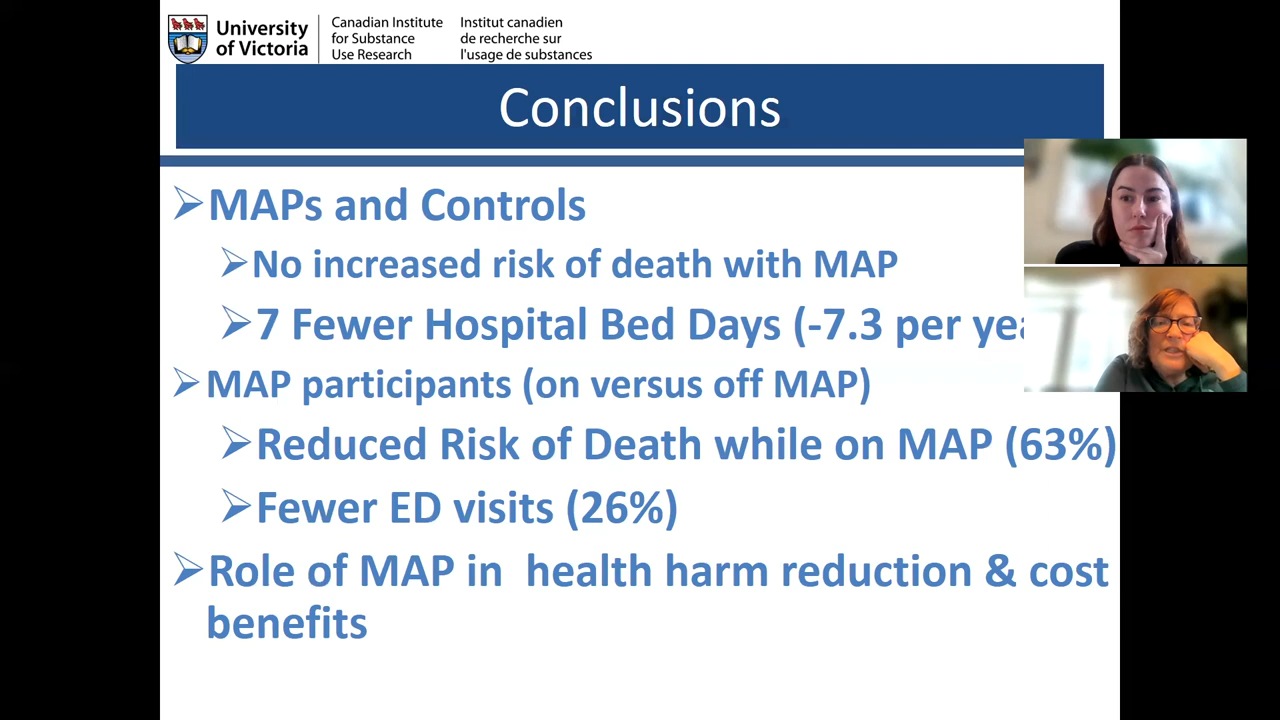 University
of Victoria
Canadian Institute
for Substance
Use Research
Institut canadien
de recherche sur
l'usage de substances
Conclusions
MAPs and Controls
No increased risk of death with MAP
7 Fewer Hospital Bed Days (-7.3 per
MAP participants (on versus off MAP)
Reduced Risk of Death while on MAP (63%)
Fewer ED visits (26%)
Role of MAP in health harm reduction & cost
benefits